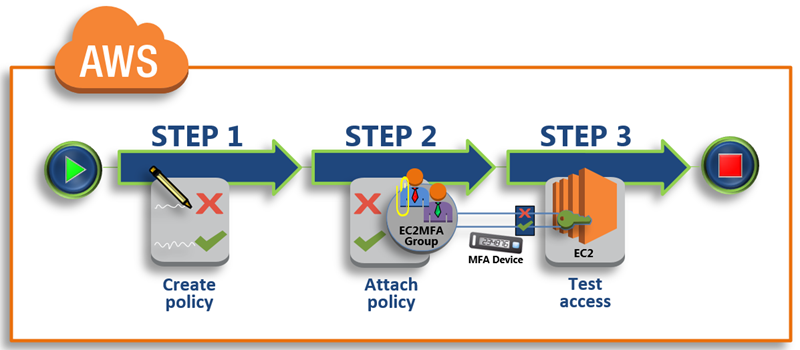 AWS
STEP 1
STEP 2
STEP 3
EC2MFA
Group
MFA Device
EC2
Create
policy
Attach
policy
Test
access